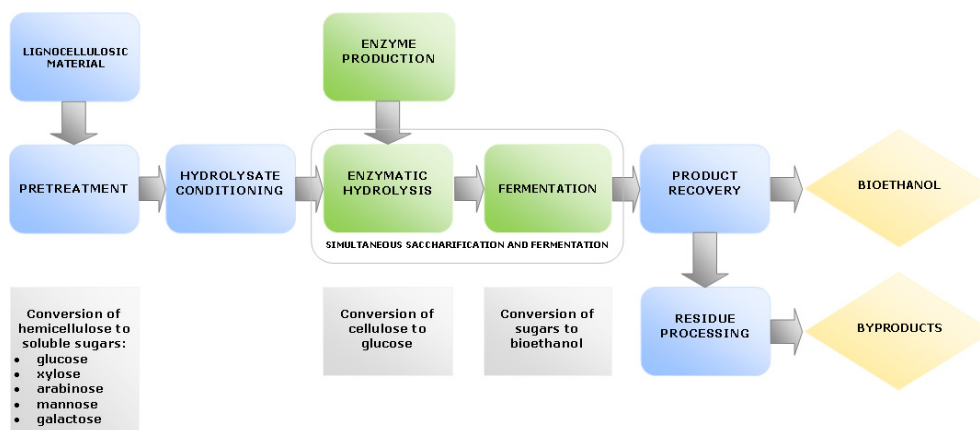 LIGNOCELLULOSIC
MATERIAL
ENZYME
PRODUCTION
PRETREATMENT
HYDROLYSATE
CONDITIONING
ENZYMATIC
HYDROLYSIS
FERMENTATION
PRODUCT
RECOVERY
BIOETHANOL
SIMULTANEOUS SACCHARIFICATION AND FERMENTATION
Conversion of
hemicellulose to
soluble sugars:
• glucose
• xylose
• arabinose
• mannose
• galactose
Conversion of
cellulose to
glucose
Conversion of
sugars to
bioethanol
RESIDUE
PROCESSING
BYPRODUCTS